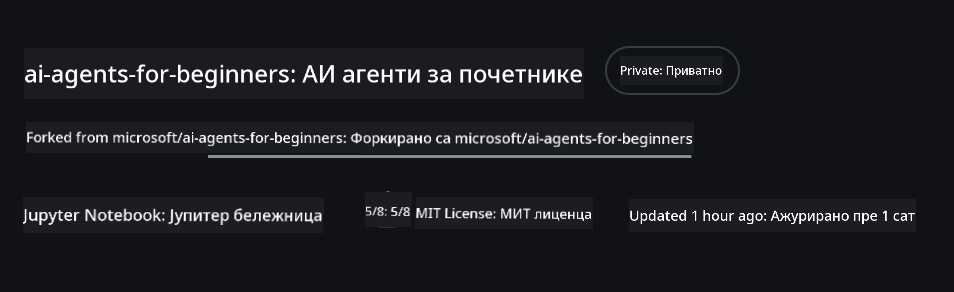 ai-agents-for-beginners: АИ агенти за почетнике
Private: Приватно
Forked from microsoft/ai-agents-for-beginners: Форкирано са microsoft/ai-agents-for-beginners
Jupyter Notebook: Јупитер бележница
5/8: 5/8
MIT License: МИТ лиценца
Updated 1 hour ago: Ажурирано пре 1 сат